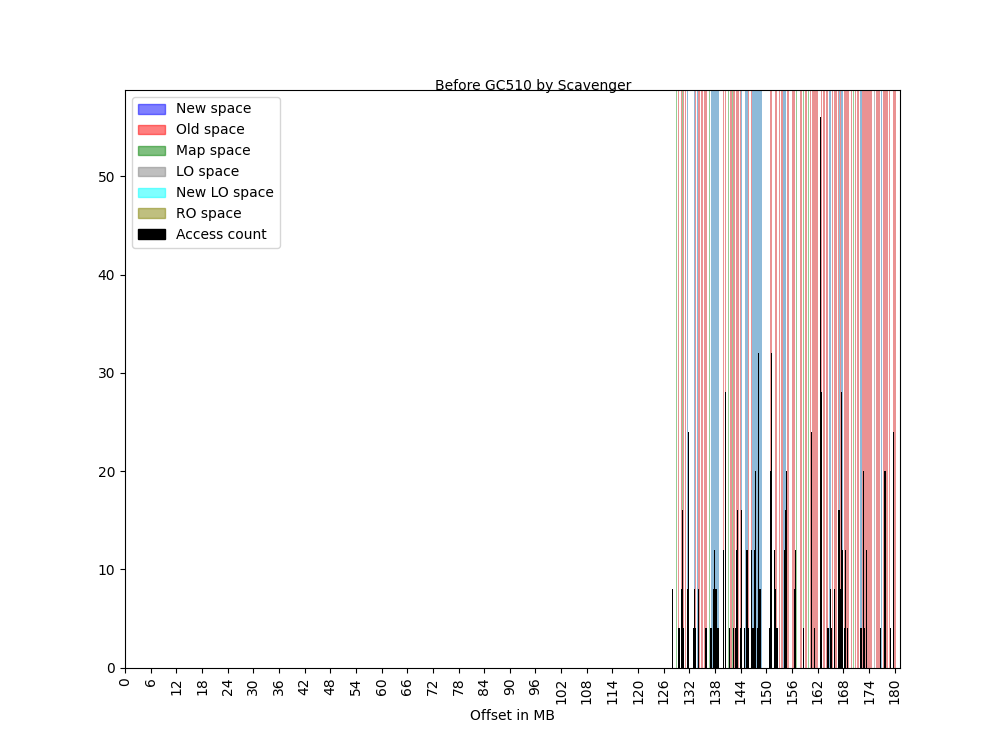 Before GC510 by Scavenger
New space
Old space
Map space
LO space
New LO space
RO space
Access count
50
40
30
20
10
0
0 6 12 18 24 30 36 42 48 54 60 66 72 78 84 90 96 102 108 114 120 126 132 138 144 150 156 162 168 174 180
Offset in MB